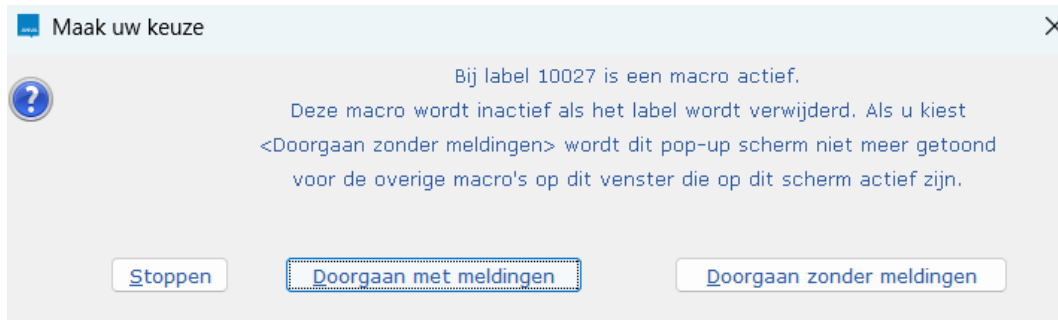 Maak uw keuze
Bij label 10027 is een macro actief.
Deze macro wordt inactief als het label wordt verwijderd. Als u kiest
<Doorgaan zonder meldingen> wordt dit pop-up scherm niet meer getoond
voor de overige macro's op dit venster die op dit scherm actief zijn.
Stoppen Doorgaan met meldingen Doorgaan zonder meldingen